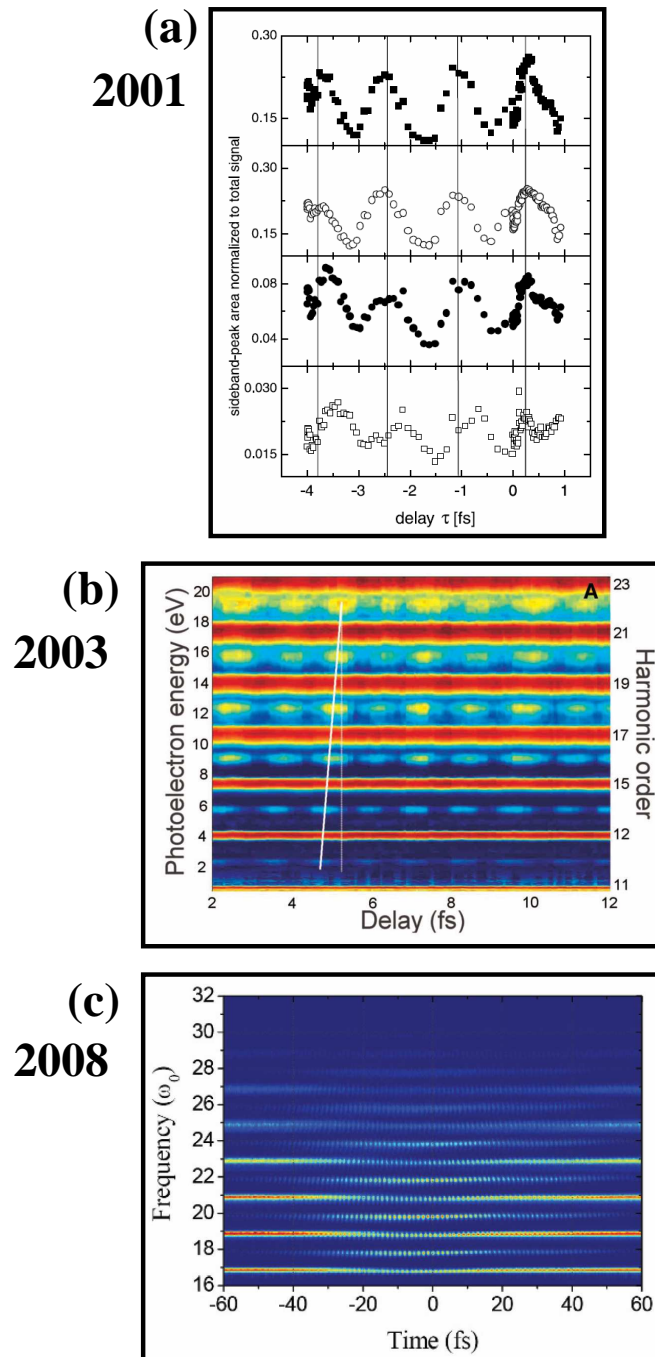 (a)
2001
sideband-peak area normalized to total signal
0.30
0.15
0.30
0.15
0.08
0.04
0.030
0.015
-4 -3 -2 -1 0 1
delay τ [fs]
(b)
2003
Photoelectron energy (eV)
20
18
16
14
12
10
8
6
4
2
A
23
21
19
17
15
12
11
Harmonic order
2 4 6 8 10 12
Delay (fs)
(c)
2008
Frequency (ω0)
32
30
28
26
24
22
20
18
16
-60 -40 -20 0 20 40 60
Time (fs)